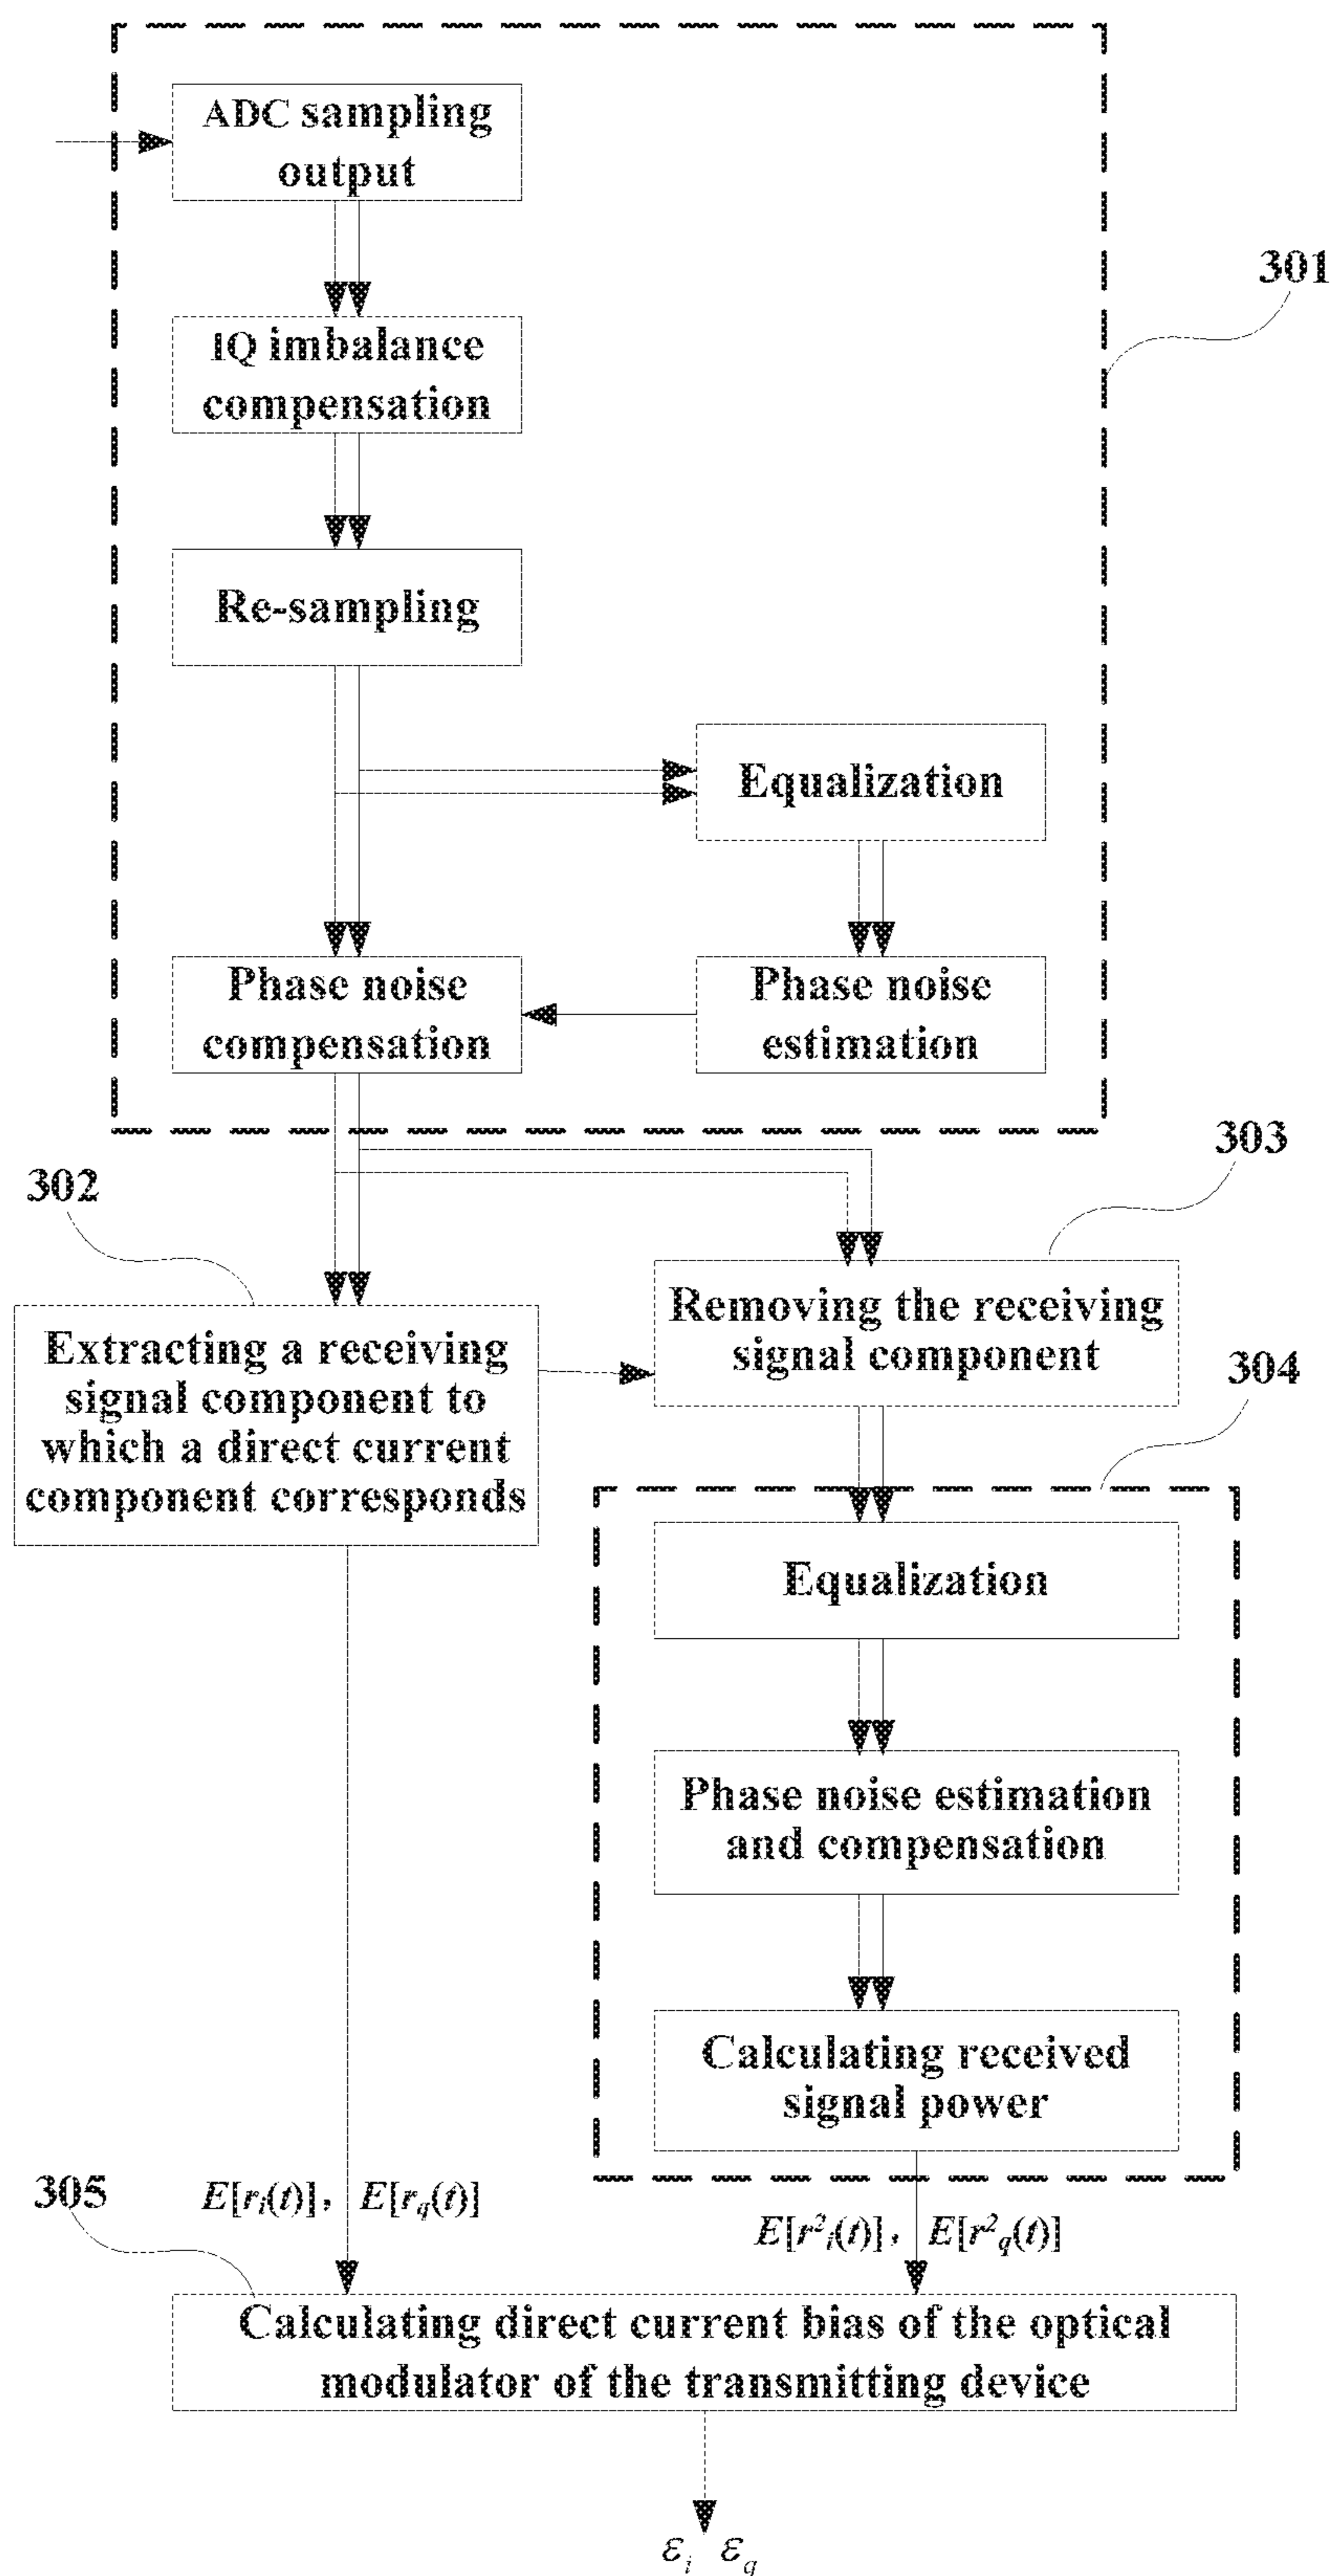 ADC sampling
output
301
IQ imbalance
compensation
Re-sampling
Equalization
Phase noise
compensation
Phase noise
estimation
303
302
Removing the receiving
signal component
304
Extracting a receiving
signal component to
which a direct current
component corresponds
Equalization
Phase noise estimation
and compensation
Calculating received
signal power
305
E[r_i(t)], E[r_q(t)]
E[r²_i(t)], E[r²_q(t)]
Calculating direct current bias of the optical
modulator of the transmitting device
ε_i ε_q